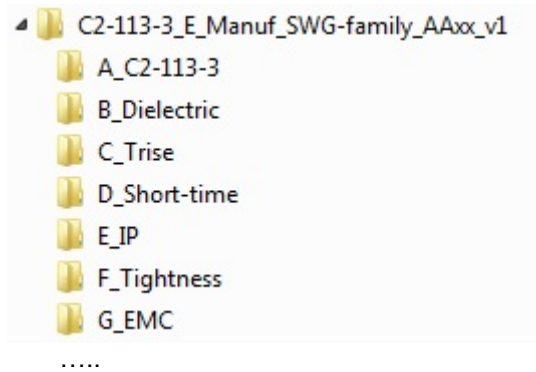 C2-113-3_E_Manuf_SWG-family_AAxx_v1
A_C2-113-3
B_Dielectric
C_Trise
D_Short-time
E_IP
F_Tightness
G_EMC
.....